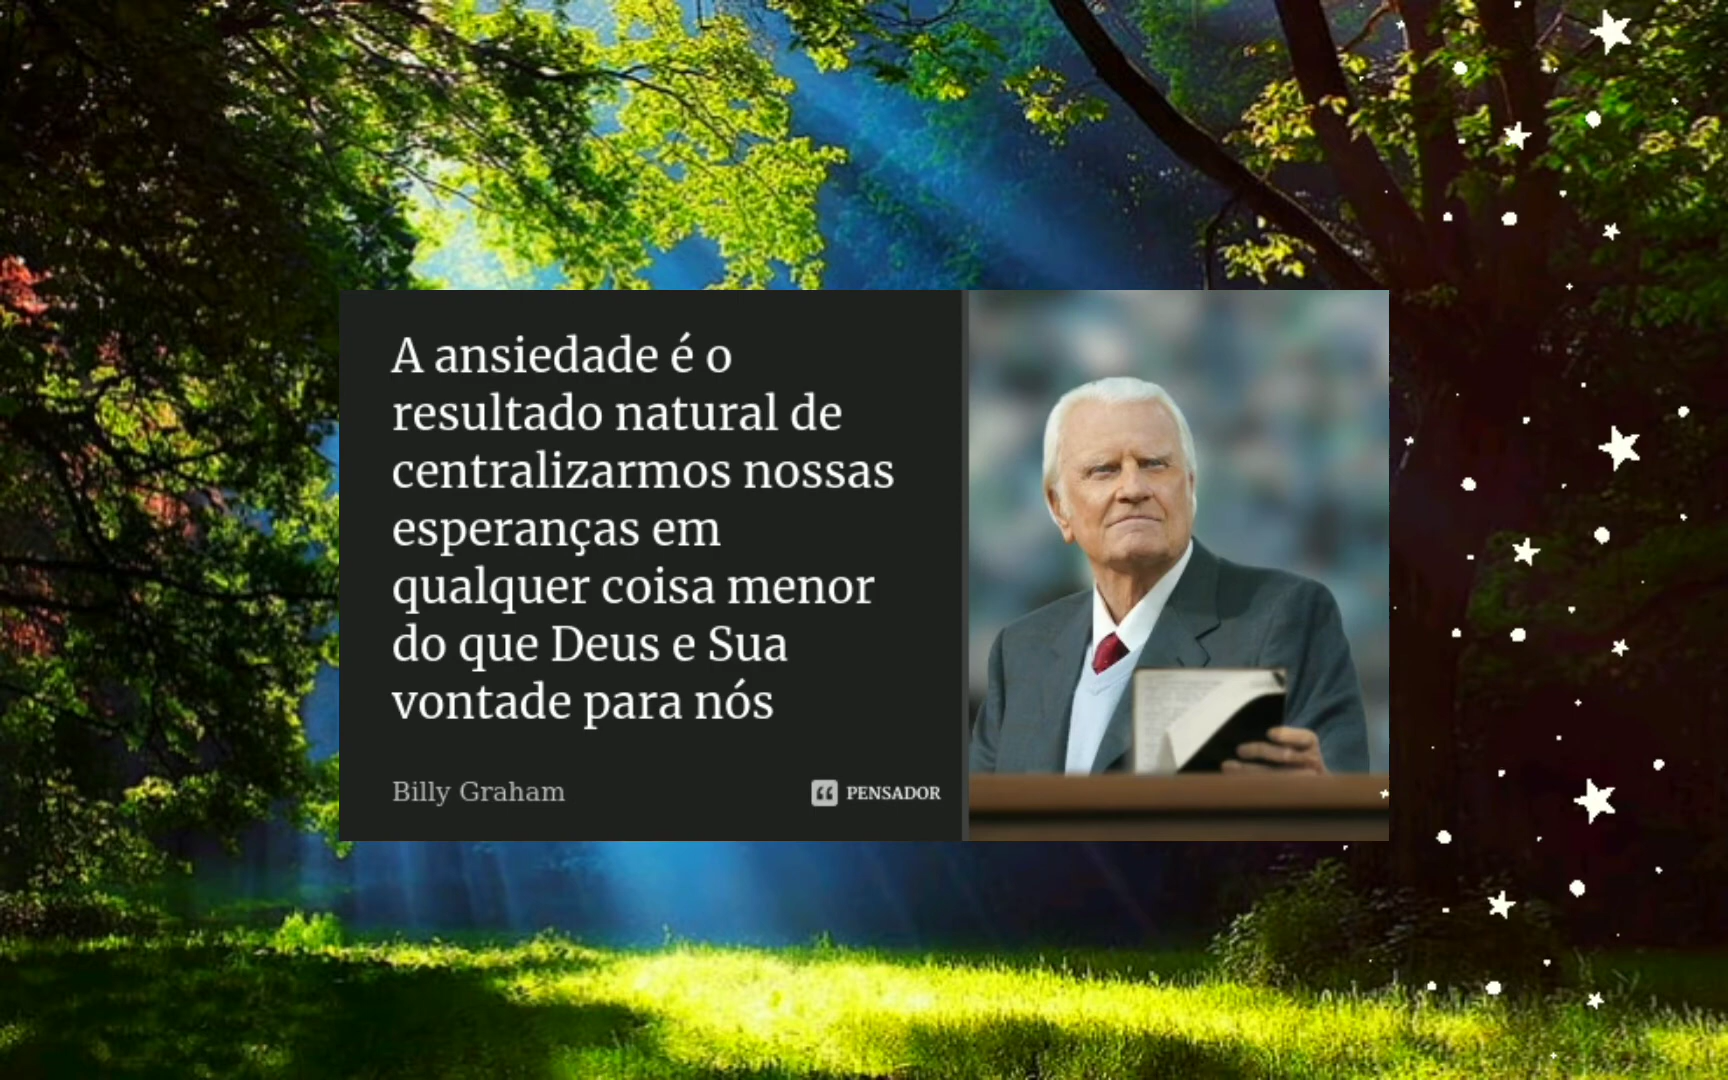 A ansiedade é o
resultado natural de
centralizarmos nossas
esperanças em
qualquer coisa menor
do que Deus e Sua
vontade para nós
Billy Graham
PENSADOR